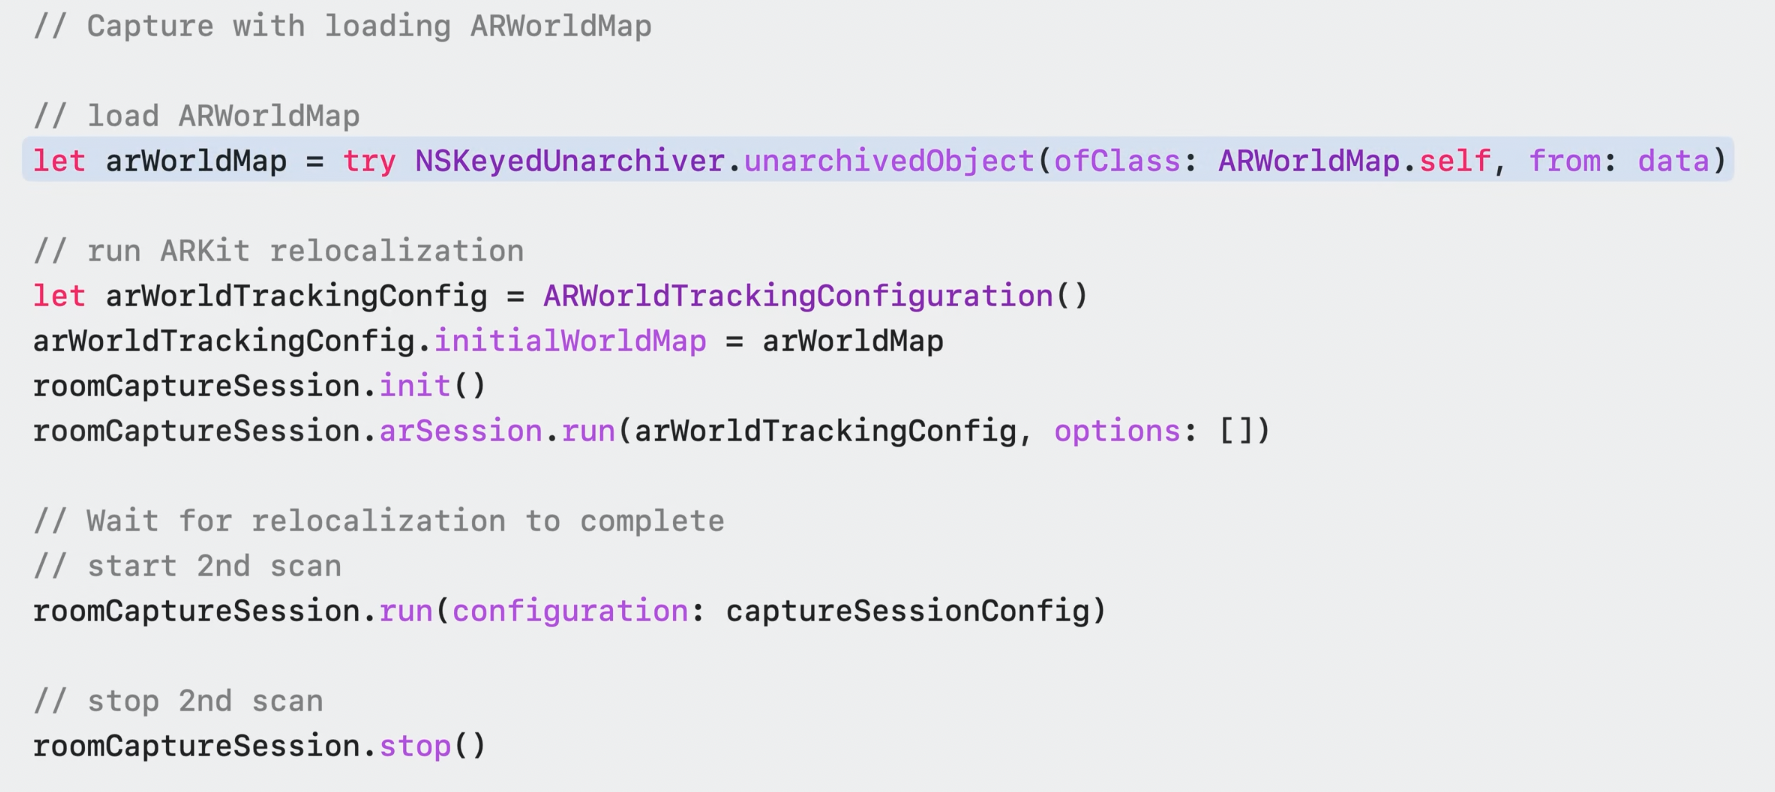 // Capture with loading ARWorldMap
// load ARWorldMap
let arWorldMap = try NSKeyedUnarchiver.unarchivedObject(ofClass: ARWorldMap.self, from: data)
// run ARKit relocalization
let arWorldTrackingConfig = ARWorldTrackingConfiguration()
arWorldTrackingConfig.initialWorldMap = arWorldMap
roomCaptureSession.init()
roomCaptureSession.arSession.run(arWorldTrackingConfig, options: [])
// Wait for relocalization to complete
// start 2nd scan
roomCaptureSession.run(configuration: captureSessionConfig)
// stop 2nd scan
roomCaptureSession.stop()